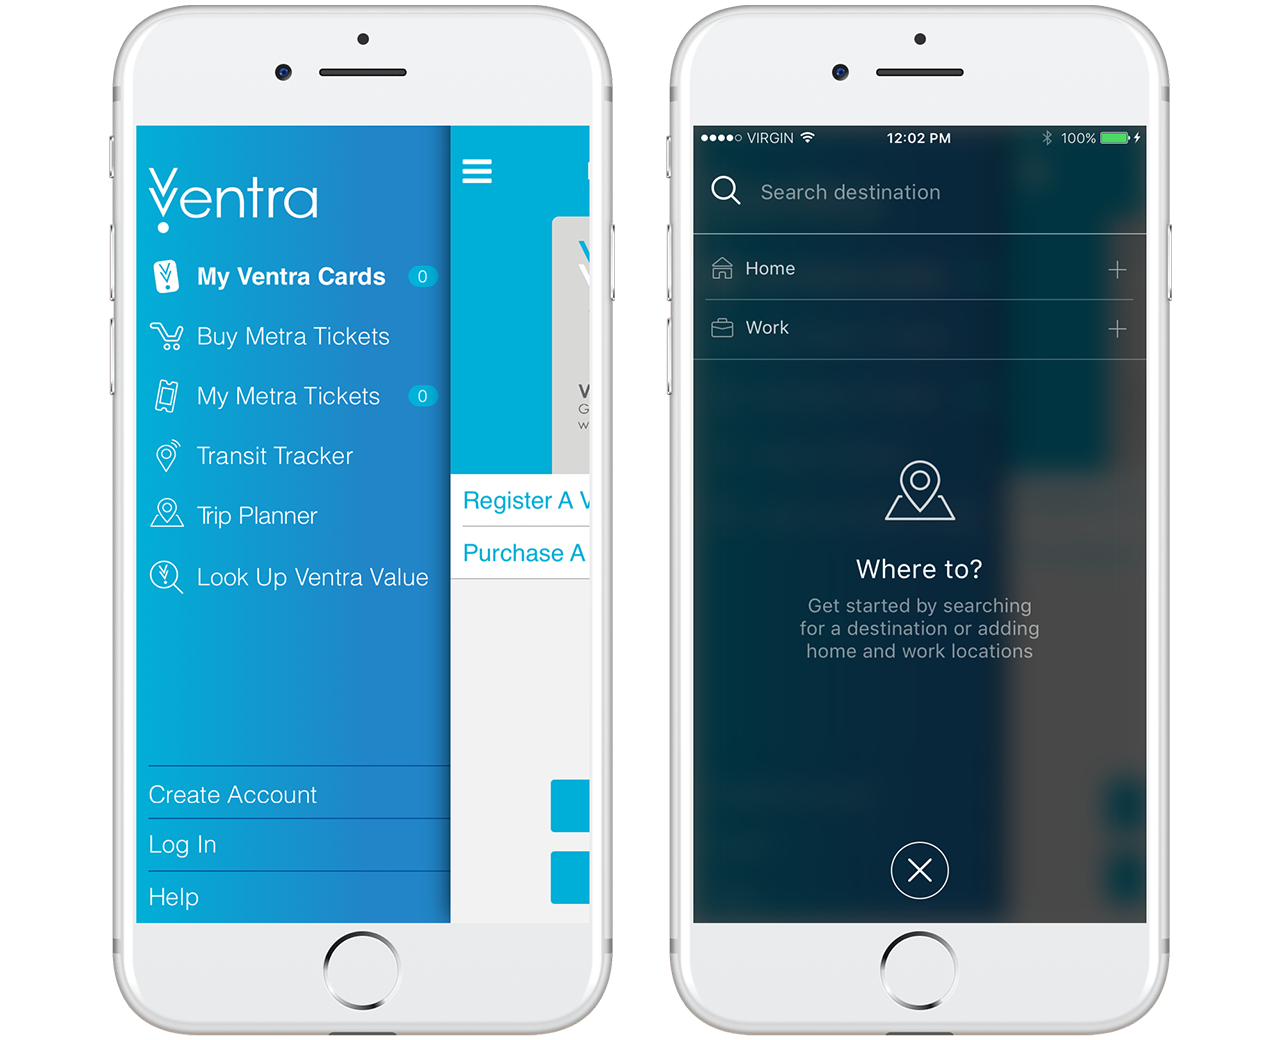 Ventra
My Ventra Cards 0
Buy Metra Tickets
My Metra Tickets 0
Transit Tracker
Trip Planner
Look Up Ventra Value
Create Account
Log In
Help
Register A
Purchase A
VIRGIN 12:02 PM 100%
Search destination
Home
Work
Where to?
Get started by searching
for a destination or adding
home and work locations